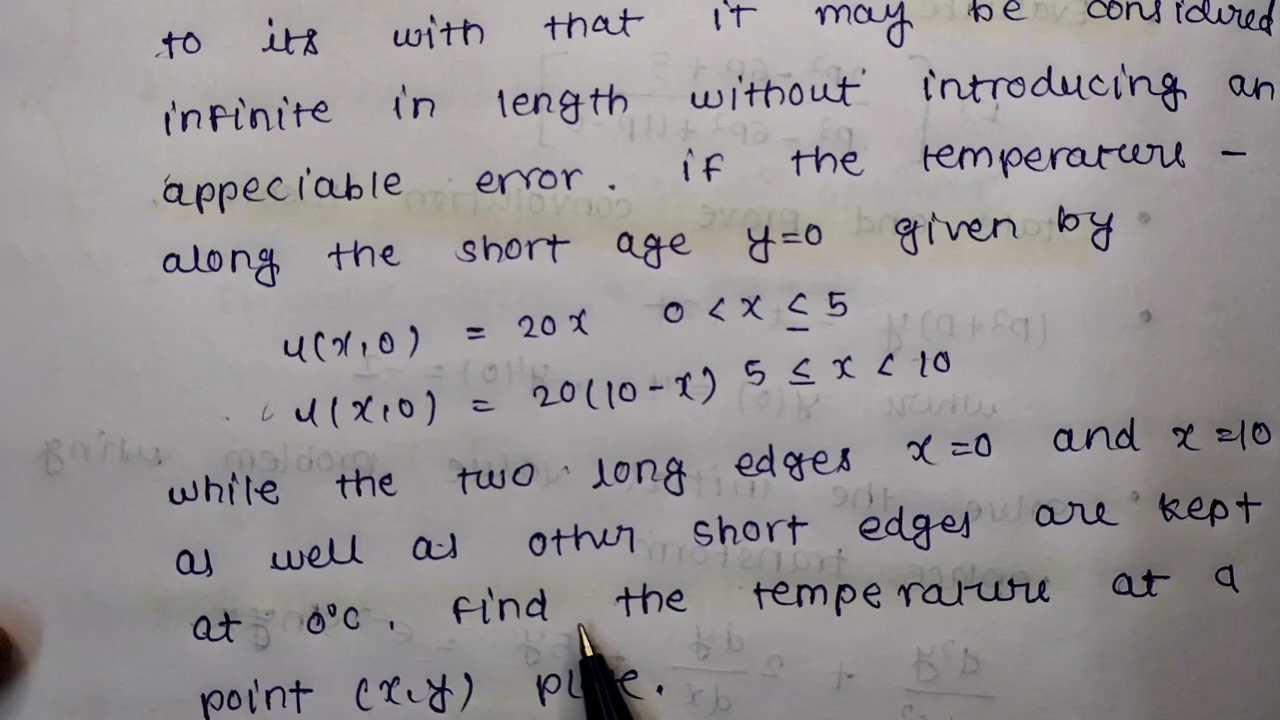 to its with that it may be considired
infinite in length without introducing an
appeciable error. if the temperature -
along the short age y=0 given by
u(x,0) = 20x 0 < x ≤ 5
u(x,0) = 20(10-x) 5 ≤ x < 10
while the two long edges x=0 and x=10
as well as other short edges are kept
at 0°C. find the temperature at a
point (x,y)